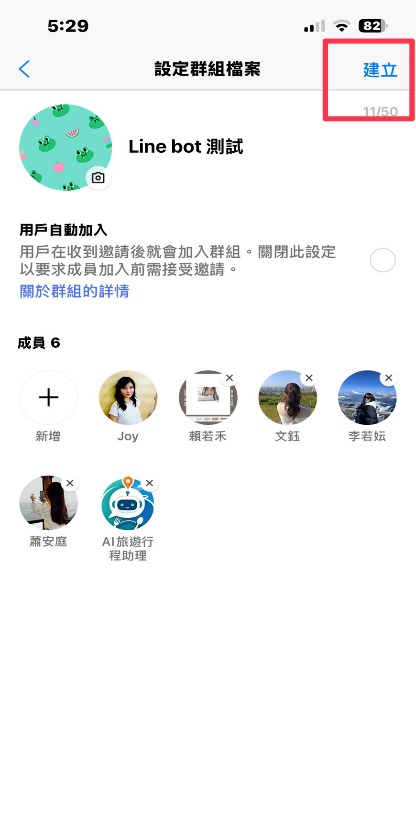 5:29
82
設定群組檔案
建立
11/50
Line bot 測試
用戶自動加入
用戶在收到邀請後就會加入群組。關閉此設定
以要求成員加入前需接受邀請。
關於群組的詳情
成員 6
新增
Joy
賴若禾
文鈺
李若妘
蕭安庭
AI旅遊行
程助理